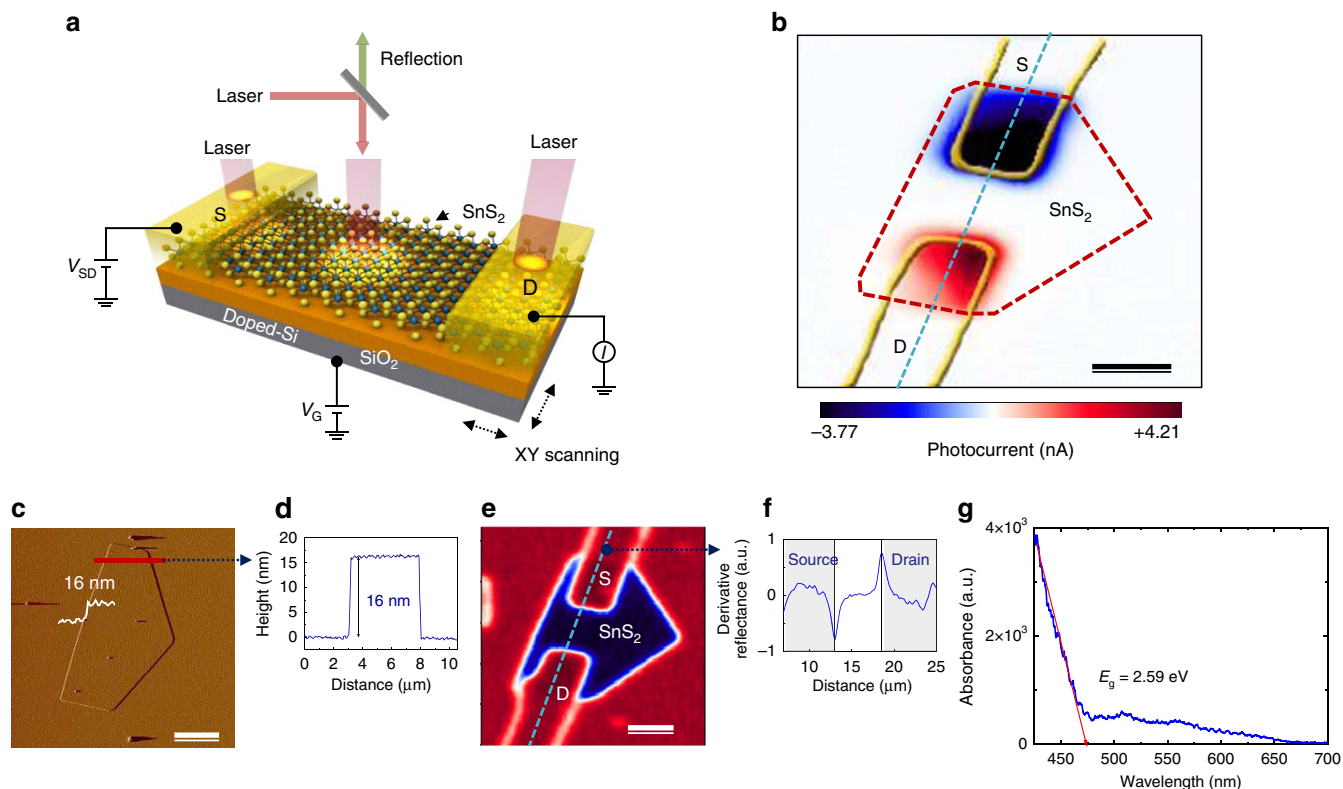 a
Reflection
Laser
Laser
Laser
S
SnS₂
V_SD
D
Doped-Si
SiO₂
I
V_G
XY scanning
b
S
SnS₂
D
−3.77
+4.21
Photocurrent (nA)
c
16 nm
d
Height (nm)
20
15
10
5
0
16 nm
0 2 4 6 8 10
Distance (μm)
e
S
SnS₂
D
f
Derivative
reflectance (a.u.)
1
0
−1
Source
Drain
10 15 20 25
Distance (μm)
g
Absorbance (a.u.)
4×10³
2×10³
0
E_g = 2.59 eV
450 500 550 600 650 700
Wavelength (nm)